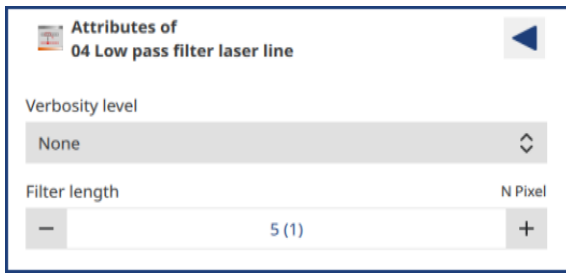 Attributes of
04 Low pass filter laser line
Verbosity level
None
Filter length N Pixel
− 5 (1) +